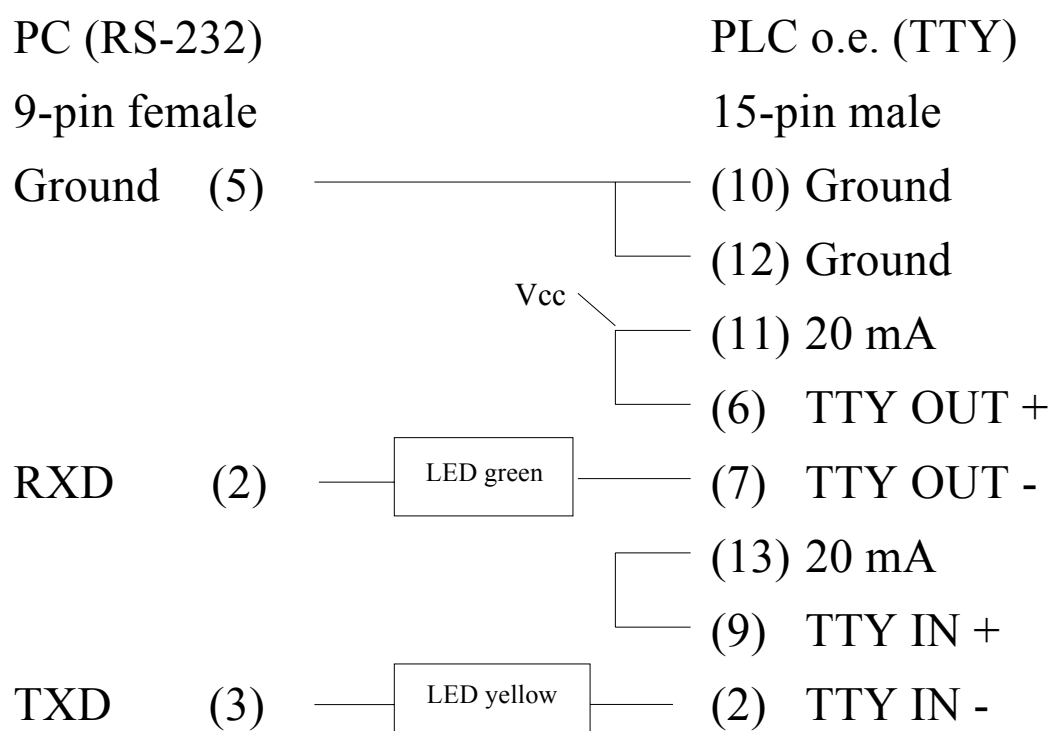 PC (RS-232) PLC o.e. (TTY)
9-pin female 15-pin male
Ground (5) (10) Ground
(12) Ground
Vcc
(11) 20 mA
(6) TTY OUT +
RXD (2) LED green (7) TTY OUT -
(13) 20 mA
(9) TTY IN +
TXD (3) LED yellow (2) TTY IN -